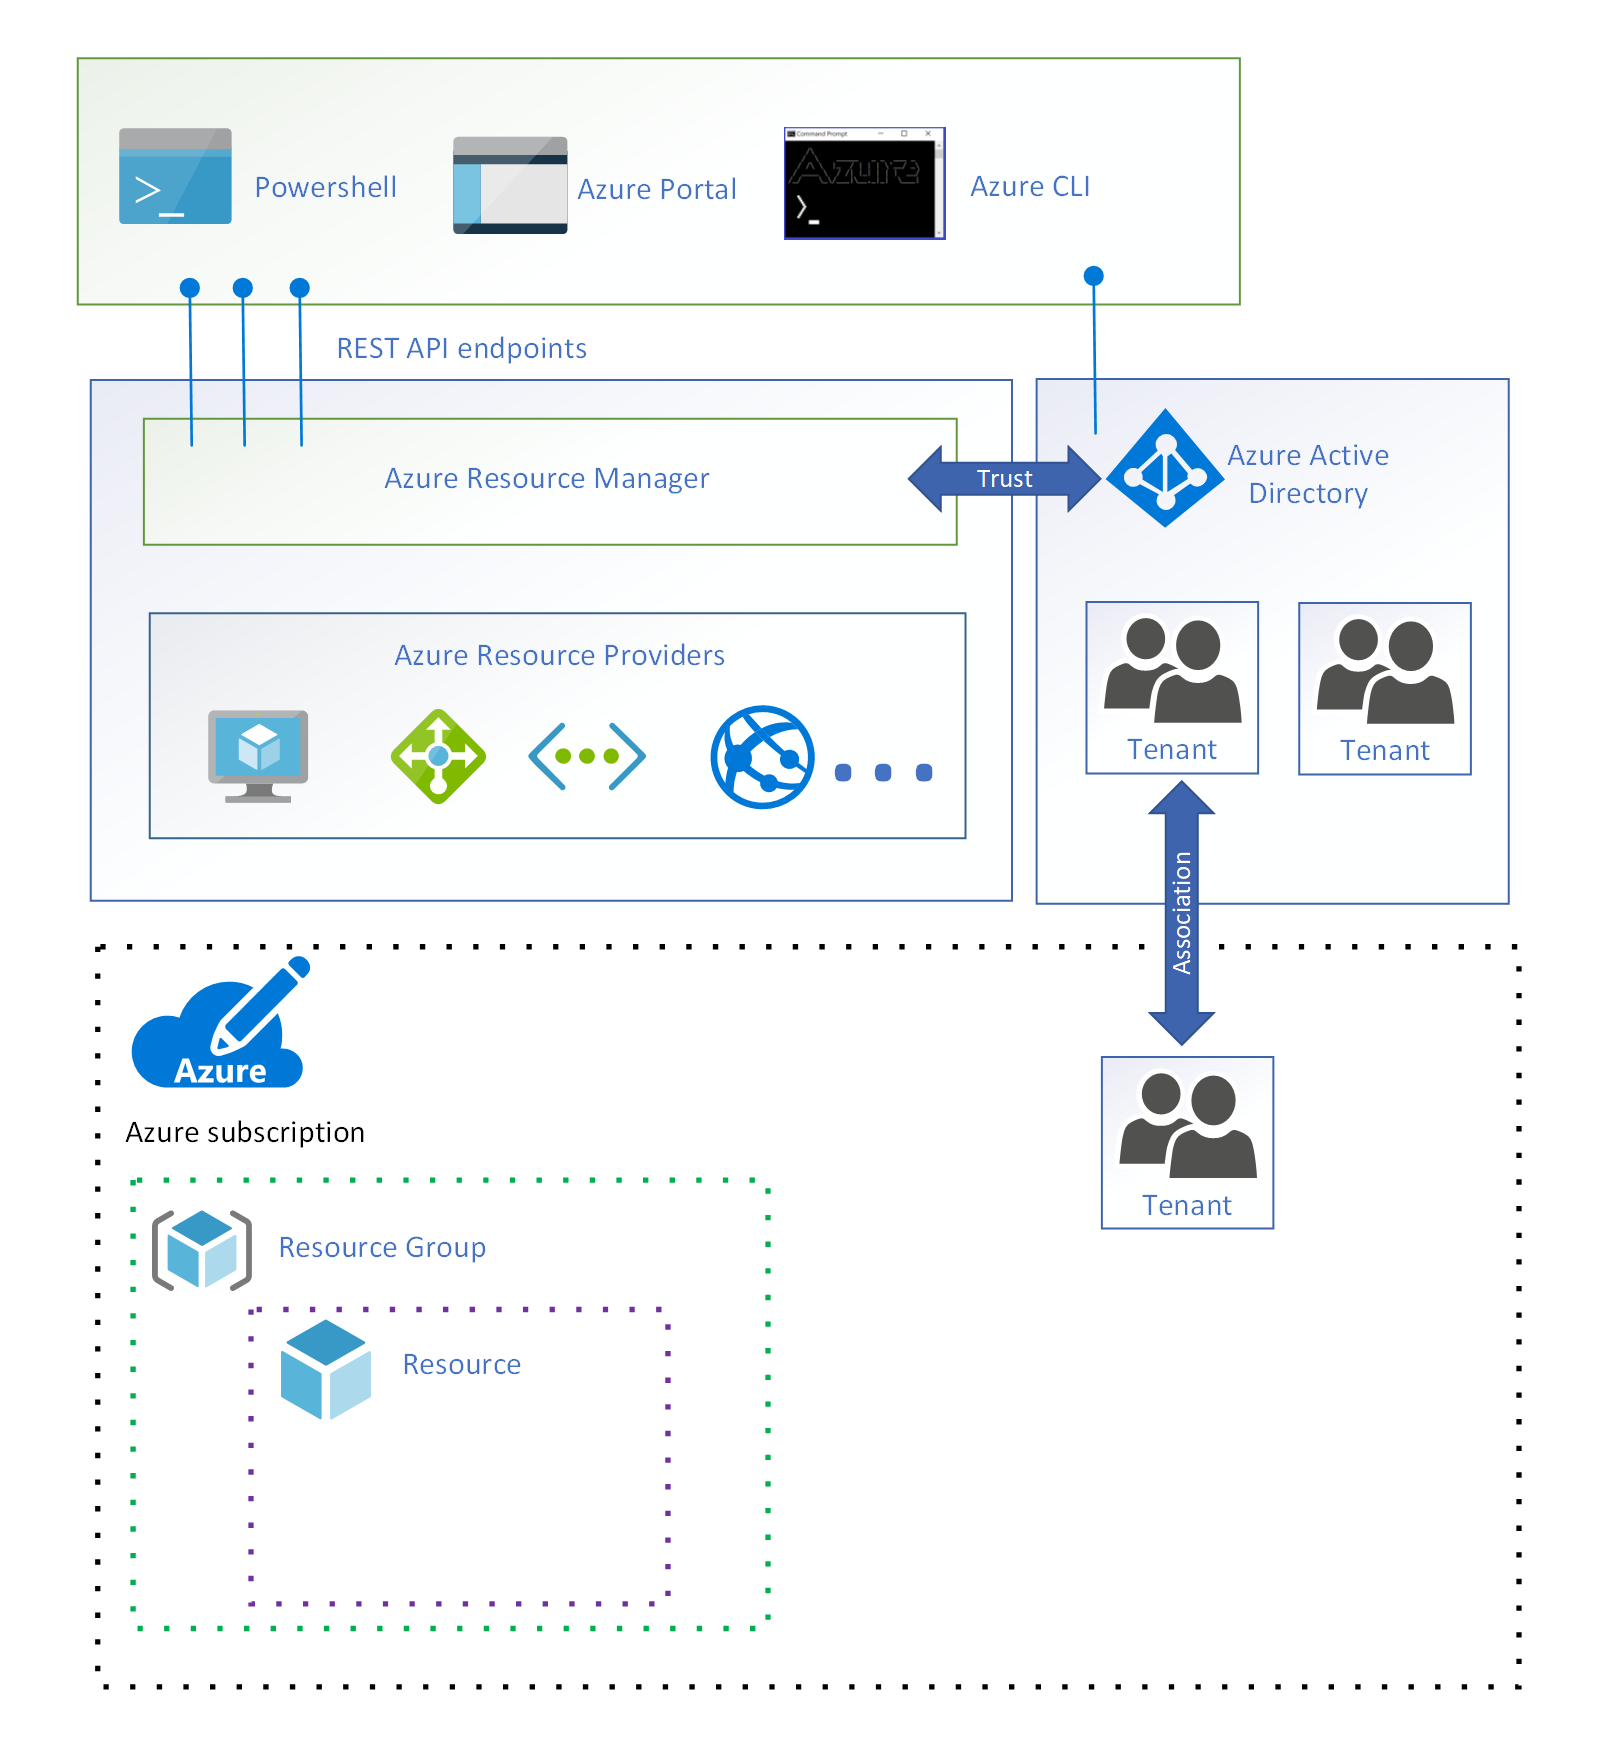 Powershell
Azure Portal
Command Prompt
Azure
Azure CLI
REST API endpoints
Azure Resource Manager
Trust
Azure Active
Directory
Azure Resource Providers
Tenant
Tenant
Association
Azure
Azure subscription
Tenant
Resource Group
Resource